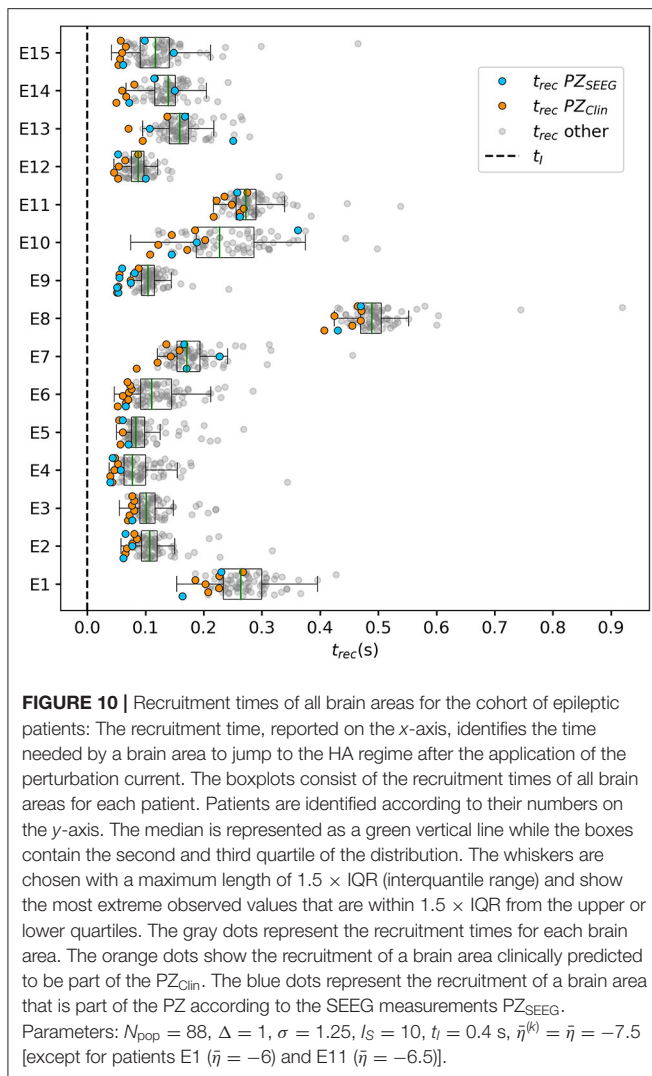 E15
E14
E13
E12
E11
E10
E9
E8
E7
E6
E5
E4
E3
E2
E1
t_rec PZ_SEEG
t_rec PZ_Clin
t_rec other
t_I
0.0 0.1 0.2 0.3 0.4 0.5 0.6 0.7 0.8 0.9
t_rec(s)
FIGURE 10 | Recruitment times of all brain areas for the cohort of epileptic
patients: The recruitment time, reported on the x-axis, identifies the time
needed by a brain area to jump to the HA regime after the application of the
perturbation current. The boxplots consist of the recruitment times of all brain
areas for each patient. Patients are identified according to their numbers on
the y-axis. The median is represented as a green vertical line while the boxes
contain the second and third quartile of the distribution. The whiskers are
chosen with a maximum length of 1.5 × IQR (interquantile range) and show
the most extreme observed values that are within 1.5 × IQR from the upper or
lower quartiles. The gray dots represent the recruitment times for each brain
area. The orange dots show the recruitment of a brain area clinically predicted
to be part of the PZ_Clin. The blue dots represent the recruitment of a brain area
that is part of the PZ according to the SEEG measurements PZ_SEEG.
Parameters: N_pop = 88, Δ = 1, σ = 1.25, I_S = 10, t_I = 0.4 s, η̄^(k) = η̄ = −7.5
[except for patients E1 (η̄ = −6) and E11 (η̄ = −6.5)].